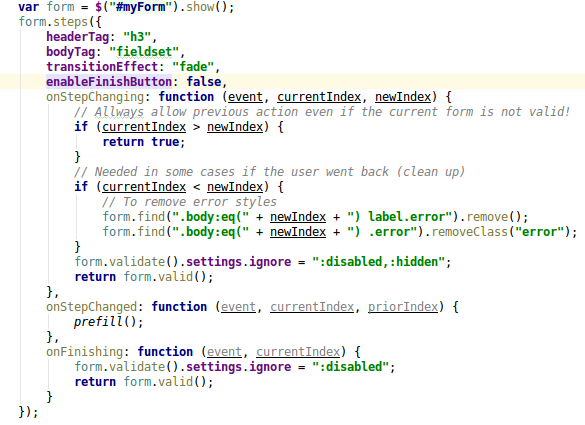 var form = $("#myForm").show();
form.steps({
    headerTag: "h3",
    bodyTag: "fieldset",
    transitionEffect: "fade",
    enableFinishButton: false,
    onStepChanging: function (event, currentIndex, newIndex) {
        // Allways allow previous action even if the current form is not valid!
        if (currentIndex > newIndex) {
            return true;
        }
        // Needed in some cases if the user went back (clean up)
        if (currentIndex < newIndex) {
            // To remove error styles
            form.find(".body:eq(" + newIndex + ") label.error").remove();
            form.find(".body:eq(" + newIndex + ") .error").removeClass("error");
        }
        form.validate().settings.ignore = ":disabled,:hidden";
        return form.valid();
    },
    onStepChanged: function (event, currentIndex, priorIndex) {
        prefill();
    },
    onFinishing: function (event, currentIndex) {
        form.validate().settings.ignore = ":disabled";
        return form.valid();
    }
});